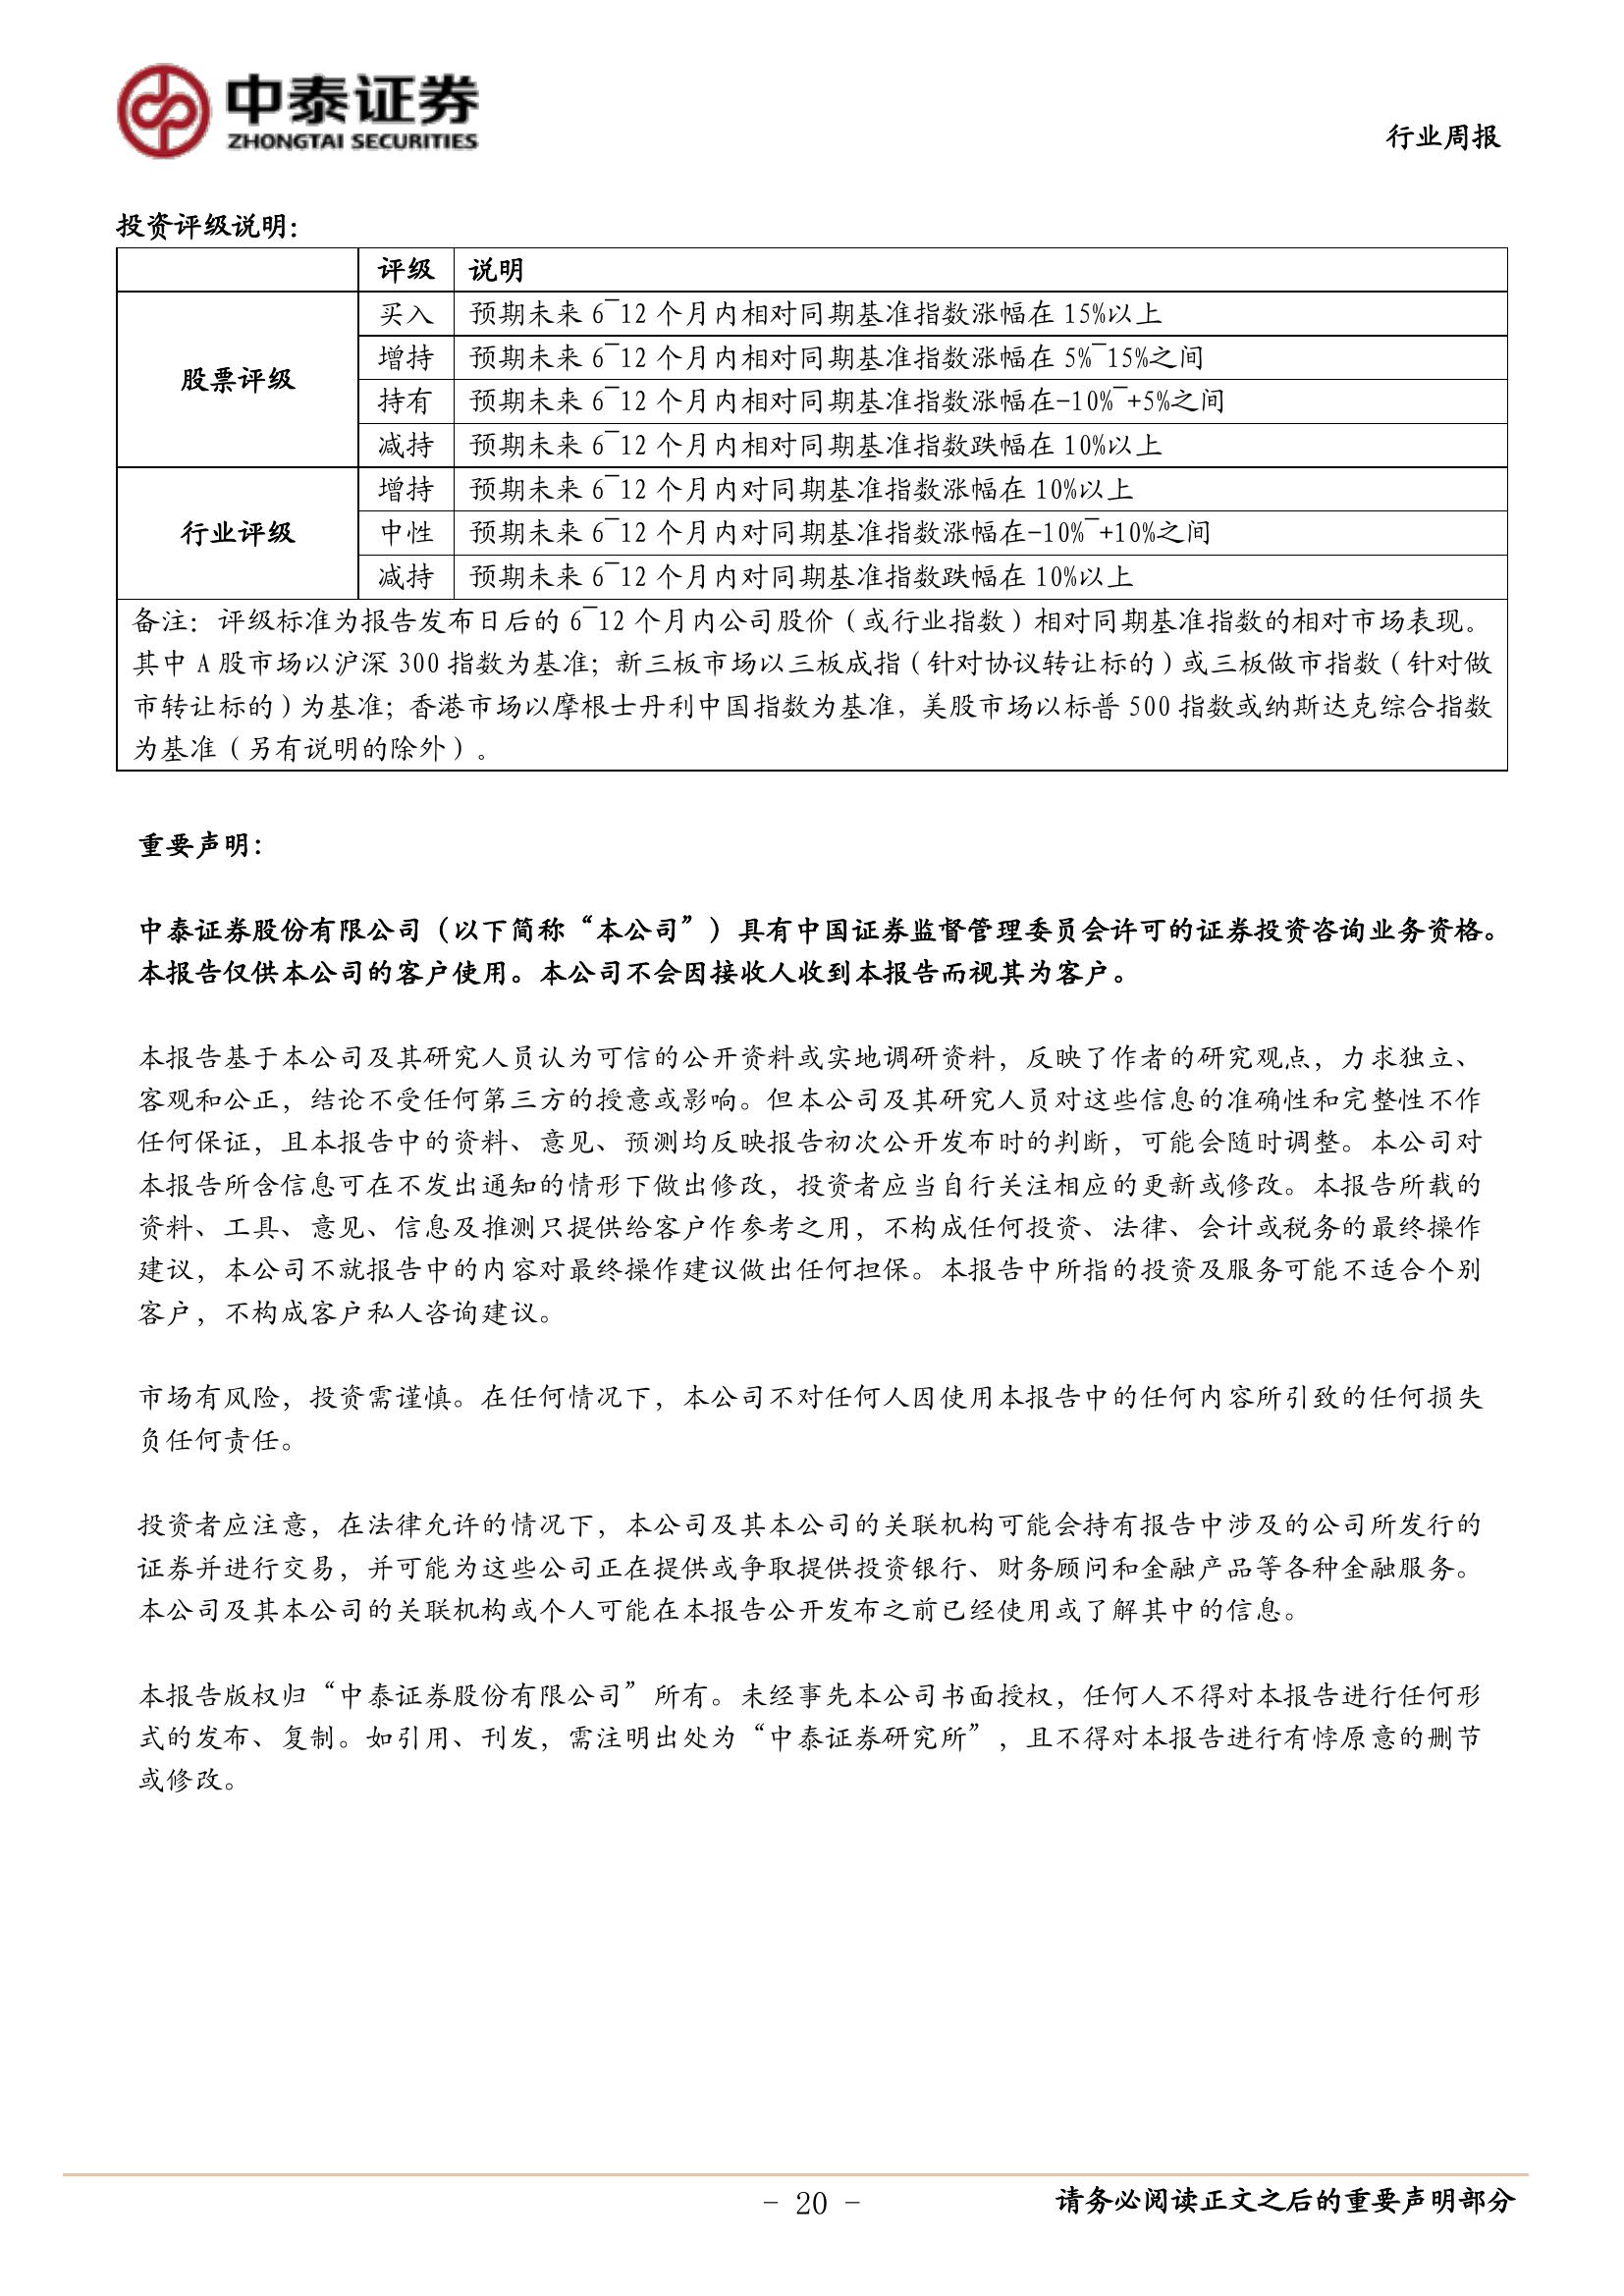 中泰证券
ZHONGTAI SECURITIES
行业周报
投资评级说明：
评级 说明
股票评级
买入 预期未来 6~12 个月内相对同期基准指数涨幅在 15%以上
增持 预期未来 6~12 个月内相对同期基准指数涨幅在 5%~15%之间
持有 预期未来 6~12 个月内相对同期基准指数涨幅在-10%~+5%之间
减持 预期未来 6~12 个月内相对同期基准指数跌幅在 10%以上
行业评级
增持 预期未来 6~12 个月内对同期基准指数涨幅在 10%以上
中性 预期未来 6~12 个月内对同期基准指数涨幅在-10%~+10%之间
减持 预期未来 6~12 个月内对同期基准指数跌幅在 10%以上
备注：评级标准为报告发布日后的 6~12 个月内公司股价（或行业指数）相对同期基准指数的相对市场表现。
其中 A 股市场以沪深 300 指数为基准；新三板市场以三板成指（针对协议转让标的）或三板做市指数（针对做
市转让标的）为基准；香港市场以摩根士丹利中国指数为基准，美股市场以标普 500 指数或纳斯达克综合指数
为基准（另有说明的除外）。
重要声明：
中泰证券股份有限公司（以下简称“本公司”）具有中国证券监督管理委员会许可的证券投资咨询业务资格。
本报告仅供本公司的客户使用。本公司不会因接收人收到本报告而视其为客户。
本报告基于本公司及其研究人员认为可信的公开资料或实地调研资料，反映了作者的研究观点，力求独立、
客观和公正，结论不受任何第三方的授意或影响。但本公司及其研究人员对这些信息的准确性和完整性不作
任何保证，且本报告中的资料、意见、预测均反映报告初次公开发布时的判断，可能会随时调整。本公司对
本报告所含信息可在不发出通知的情形下做出修改，投资者应当自行关注相应的更新或修改。本报告所载的
资料、工具、意见、信息及推测只提供给客户作参考之用，不构成任何投资、法律、会计或税务的最终操作
建议，本公司不就报告中的内容对最终操作建议做出任何担保。本报告中所指的投资及服务可能不适合个别
客户，不构成客户私人咨询建议。
市场有风险，投资需谨慎。在任何情况下，本公司不对任何人因使用本报告中的任何内容所引致的任何损失
负任何责任。
投资者应注意，在法律允许的情况下，本公司及其本公司的关联机构可能会持有报告中涉及的公司所发行的
证券并进行交易，并可能为这些公司正在提供或争取提供投资银行、财务顾问和金融产品等各种金融服务。
本公司及其本公司的关联机构或个人可能在本报告公开发布之前已经使用或了解其中的信息。
本报告版权归“中泰证券股份有限公司”所有。未经事先本公司书面授权，任何人不得对本报告进行任何形
式的发布、复制。如引用、刊发，需注明出处为“中泰证券研究所”，且不得对本报告进行有悖原意的删节
或修改。
- 20 -
请务必阅读正文之后的重要声明部分